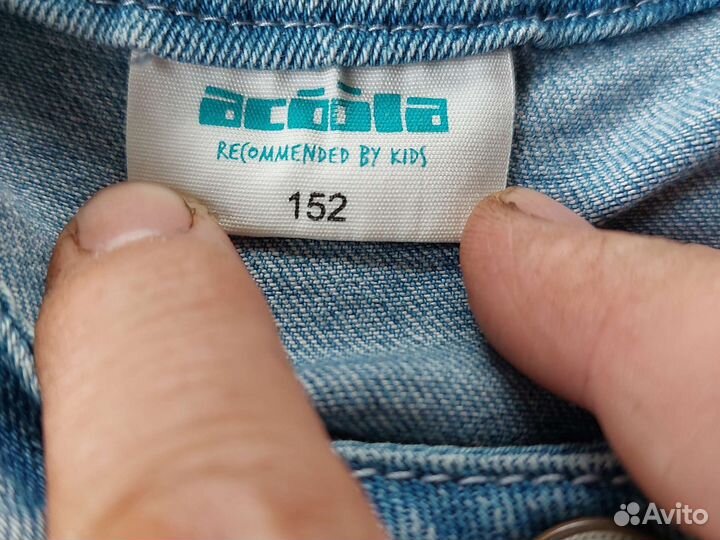 acoola
RECOMMENDED BY KIDS
152
Avito